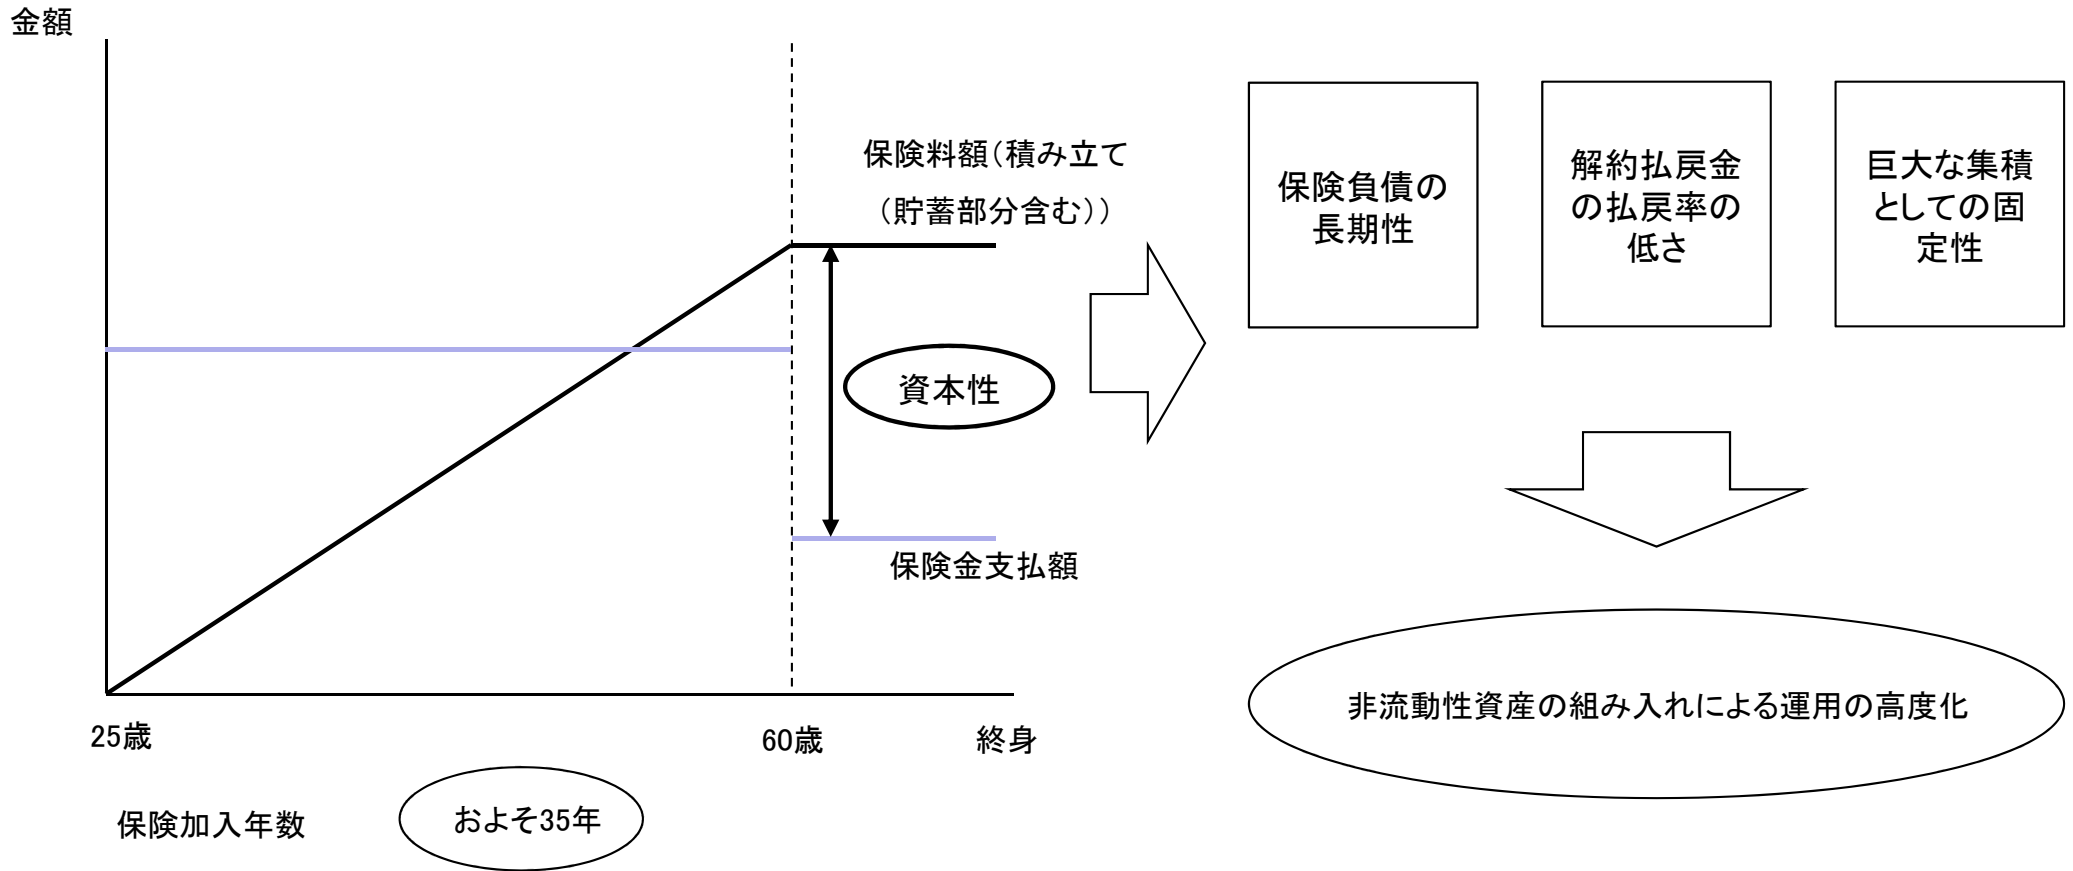 金額
保険料額(積み立て
(貯蓄部分含む))
資本性
保険金支払額
25歳
60歳
終身
保険加入年数
およそ35年
保険負債の
長期性
解約払戻金
の払戻率の
低さ
巨大な集積
としての固
定性
非流動性資産の組み入れによる運用の高度化